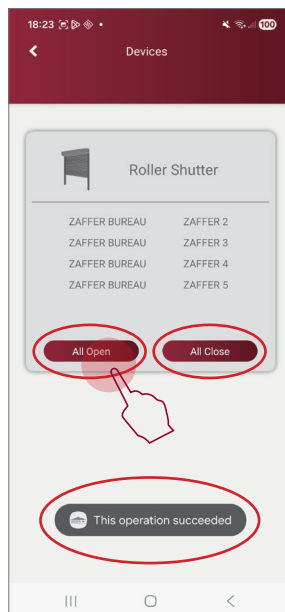 18:23
100
Devices
Roller Shutter
ZAFFER BUREAU ZAFFER 2
ZAFFER BUREAU ZAFFER 3
ZAFFER BUREAU ZAFFER 4
ZAFFER BUREAU ZAFFER 5
All Open All Close
This operation succeeded